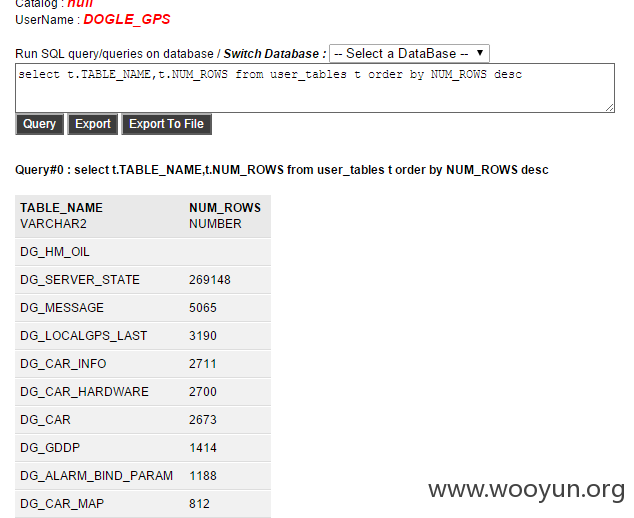 Catalog : null
UserName : DOGLE_GPS
Run SQL query/queries on database / Switch Database : -- Select a DataBase --
select t.TABLE_NAME,t.NUM_ROWS from user_tables t order by NUM_ROWS desc
Query Export Export To File
Query#0 : select t.TABLE_NAME,t.NUM_ROWS from user_tables t order by NUM_ROWS desc
TABLE_NAME NUM_ROWS
VARCHAR2 NUMBER
DG_HM_OIL
DG_SERVER_STATE 269148
DG_MESSAGE 5065
DG_LOCALGPS_LAST 3190
DG_CAR_INFO 2711
DG_CAR_HARDWARE 2700
DG_CAR 2673
DG_GDDP 1414
DG_ALARM_BIND_PARAM 1188
DG_CAR_MAP 812
www.wooyun.org